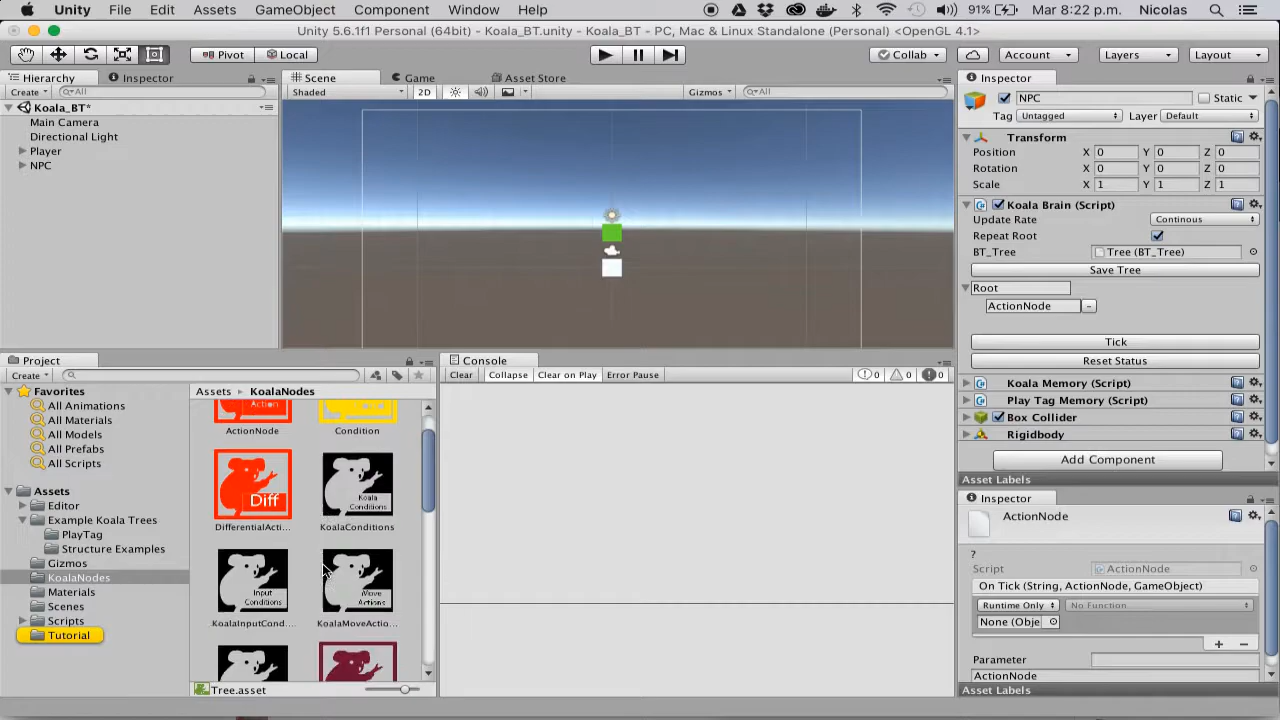 Unity File Edit Assets GameObject Component Window Help 91% Mar 8:22 p.m. Nicolas
Unity 5.6.1f1 Personal (64bit) - Koala_BT.unity - Koala_BT - PC, Mac & Linux Standalone (Personal) <OpenGL 4.1>
Pivot Local Collab Account Layers Layout
Hierarchy Inspector Scene Game Asset Store Inspector
Create All Shaded 2D Gizmos All
NPC Static
Koala_BT*
Main Camera
Directional Light
Player
NPC
Tag Untagged Layer Default
Transform
Position X 0 Y 0 Z 0
Rotation X 0 Y 0 Z 0
Scale X 1 Y 1 Z 1
Koala Brain (Script)
Update Rate Continous
Repeat Root
BT_Tree Tree (BT_Tree)
Save Tree
Root
ActionNode -
Tick
Reset Status
Koala Memory (Script)
Play Tag Memory (Script)
Box Collider
Rigidbody
Add Component
Asset Labels
Project
Create
Favorites
All Animations
All Materials
All Models
All Prefabs
All Scripts
Assets
Editor
Example Koala Trees
PlayTag
Structure Examples
Gizmos
KoalaNodes
Materials
Scenes
Scripts
Tutorial
Assets KoalaNodes
Action
ActionNode Condition
Diff Koala Conditions
DifferentialActi... KoalaConditions
Input Conditions Move Actions
KoalaInputCond... KoalaMoveActio...
Tree.asset
Console
Clear Collapse Clear on Play Error Pause 0 0 0
Inspector
ActionNode
?
Script ActionNode
On Tick (String, ActionNode, GameObject)
Runtime Only No Function
None (Obje
+ -
Parameter
ActionNode
Asset Labels